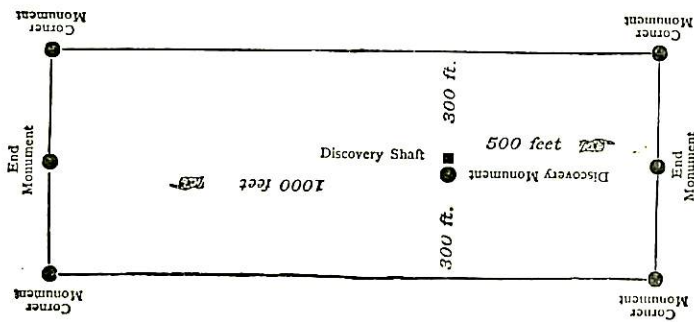 Corner
Monument
Corner
Monument
300 ft.
End
Monument
Discovery Shaft
500 feet
Discovery Monument
End
Monument
1000 feet
300 ft.
Corner
Monument
Corner
Monument